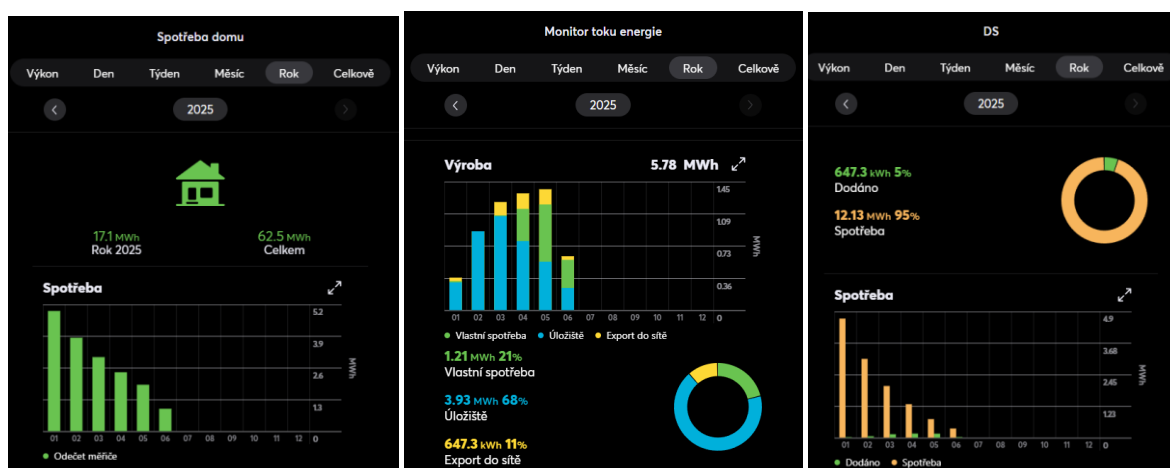 Spotřeba domu
Výkon Den Týden Měsíc Rok Celkově
2025
17.1 MWh
Rok 2025
62.5 MWh
Celkem
Spotřeba
5.2
3.9
2.6
1.3
0
MWh
01 02 03 04 05 06 07 08 09 10 11 12
Odečet měřiče
Monitor toku energie
Výkon Den Týden Měsíc Rok Celkově
2025
Výroba 5.78 MWh
1.45
1.09
0.73
0.36
0
MWh
01 02 03 04 05 06 07 08 09 10 11 12
Vlastní spotřeba Úložiště Export do sítě
1.21 MWh 21%
Vlastní spotřeba
3.93 MWh 68%
Úložiště
647.3 kWh 11%
Export do sítě
DS
Výkon Den Týden Měsíc Rok Celkově
2025
647.3 kWh 5%
Dodáno
12.13 MWh 95%
Spotřeba
Spotřeba
4.9
3.68
2.45
1.23
0
MWh
01 02 03 04 05 06 07 08 09 10 11 12
Dodáno Spotřeba